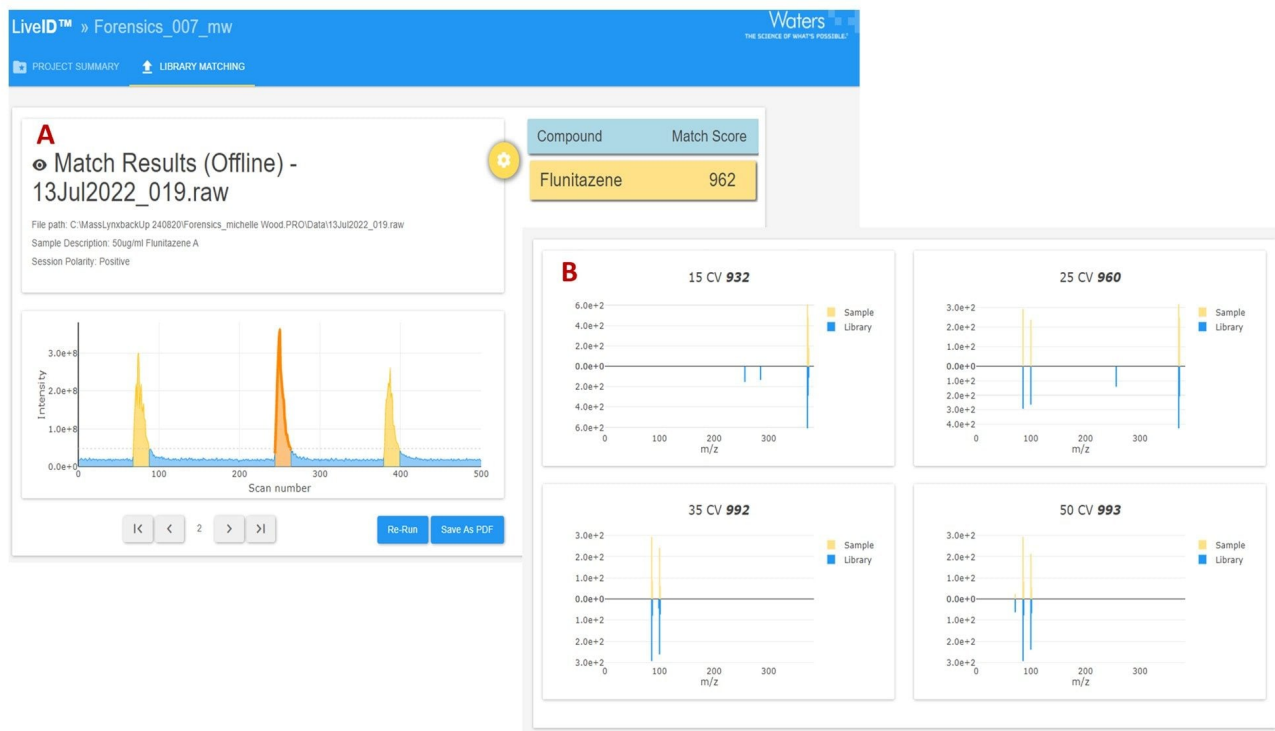 LiveID™ » Forensics_007_mw
Waters
THE SCIENCE OF WHAT'S POSSIBLE.™
PROJECT SUMMARY
LIBRARY MATCHING
A
Match Results (Offline) -
13Jul2022_019.raw
File path: C:\MassLynxbackUp 240820\Forensics_michelle Wood.PRO\Data\13Jul2022_019.raw
Sample Description: 50ug/ml Flunitazene A
Session Polarity: Positive
Compound Match Score
Flunitazene 962
Intensity
3.0e+8
2.0e+8
1.0e+8
0.0e+0
0 100 200 300 400 500
Scan number
2
Re-Run
Save As PDF
B
15 CV 932
6.0e+2
4.0e+2
2.0e+2
0.0e+0
2.0e+2
4.0e+2
6.0e+2
0 100 200 300
m/z
Sample
Library
25 CV 960
3.0e+2
2.0e+2
1.0e+2
0.0e+0
1.0e+2
2.0e+2
3.0e+2
4.0e+2
0 100 200 300
m/z
Sample
Library
35 CV 992
3.0e+2
2.0e+2
1.0e+2
0.0e+0
1.0e+2
2.0e+2
3.0e+2
0 100 200 300
m/z
Sample
Library
50 CV 993
3.0e+2
2.0e+2
1.0e+2
0.0e+0
1.0e+2
2.0e+2
3.0e+2
0 100 200 300
m/z
Sample
Library